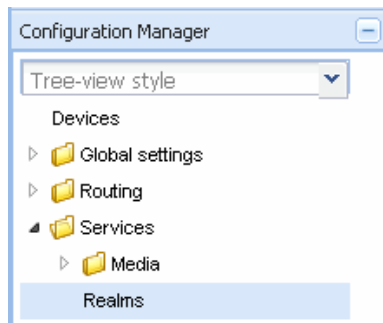 Configuration Manager
Tree-view style
Devices
Global settings
Routing
Services
Media
Realms